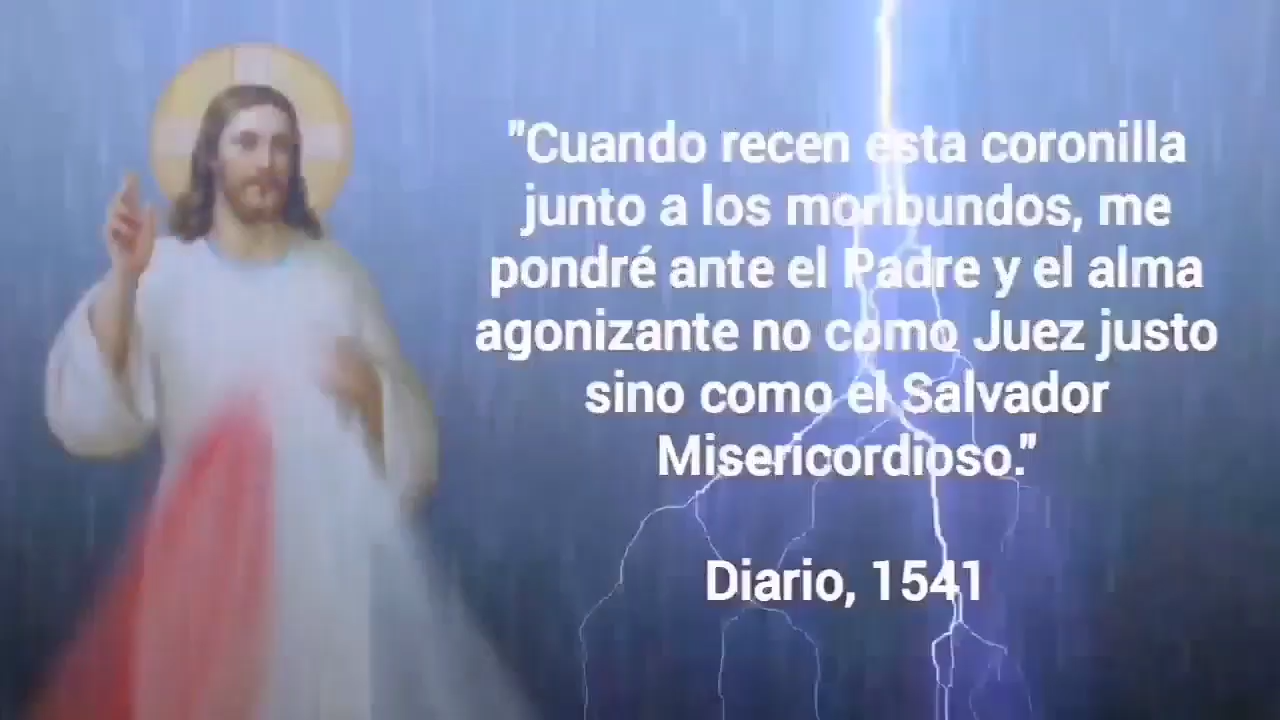 "Cuando recen esta coronilla
junto a los moribundos, me
pondré ante el Padre y el alma
agonizante no como Juez justo
sino como el Salvador
Misericordioso."
Diario, 1541